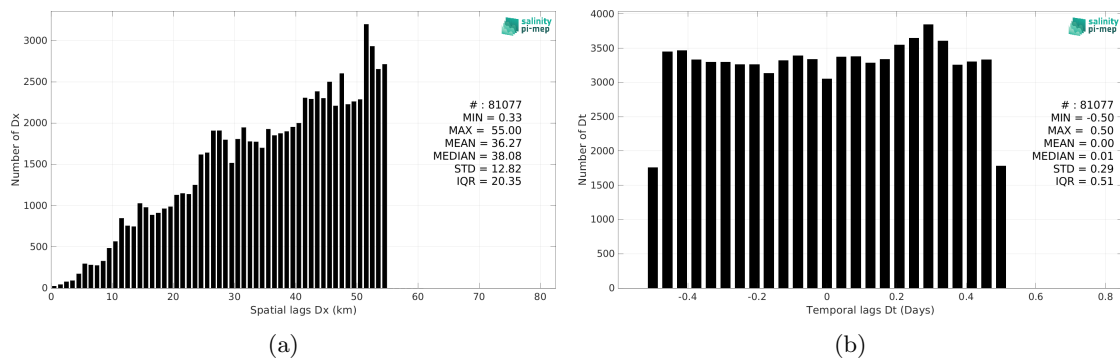 salinity
pi-mep
3000
2500
2000
1500
1000
500
0
Number of Dx
# : 81077
MIN = 0.33
MAX = 55.00
MEAN = 36.27
MEDIAN = 38.08
STD = 12.82
IQR = 20.35
0 10 20 30 40 50 60 70 80
Spatial lags Dx (km)
(a)
salinity
pi-mep
4000
3500
3000
2500
2000
1500
1000
500
0
Number of Dt
# : 81077
MIN = -0.50
MAX = 0.50
MEAN = 0.00
MEDIAN = 0.01
STD = 0.29
IQR = 0.51
-0.4 -0.2 0 0.2 0.4 0.6 0.8
Temporal lags Dt (Days)
(b)